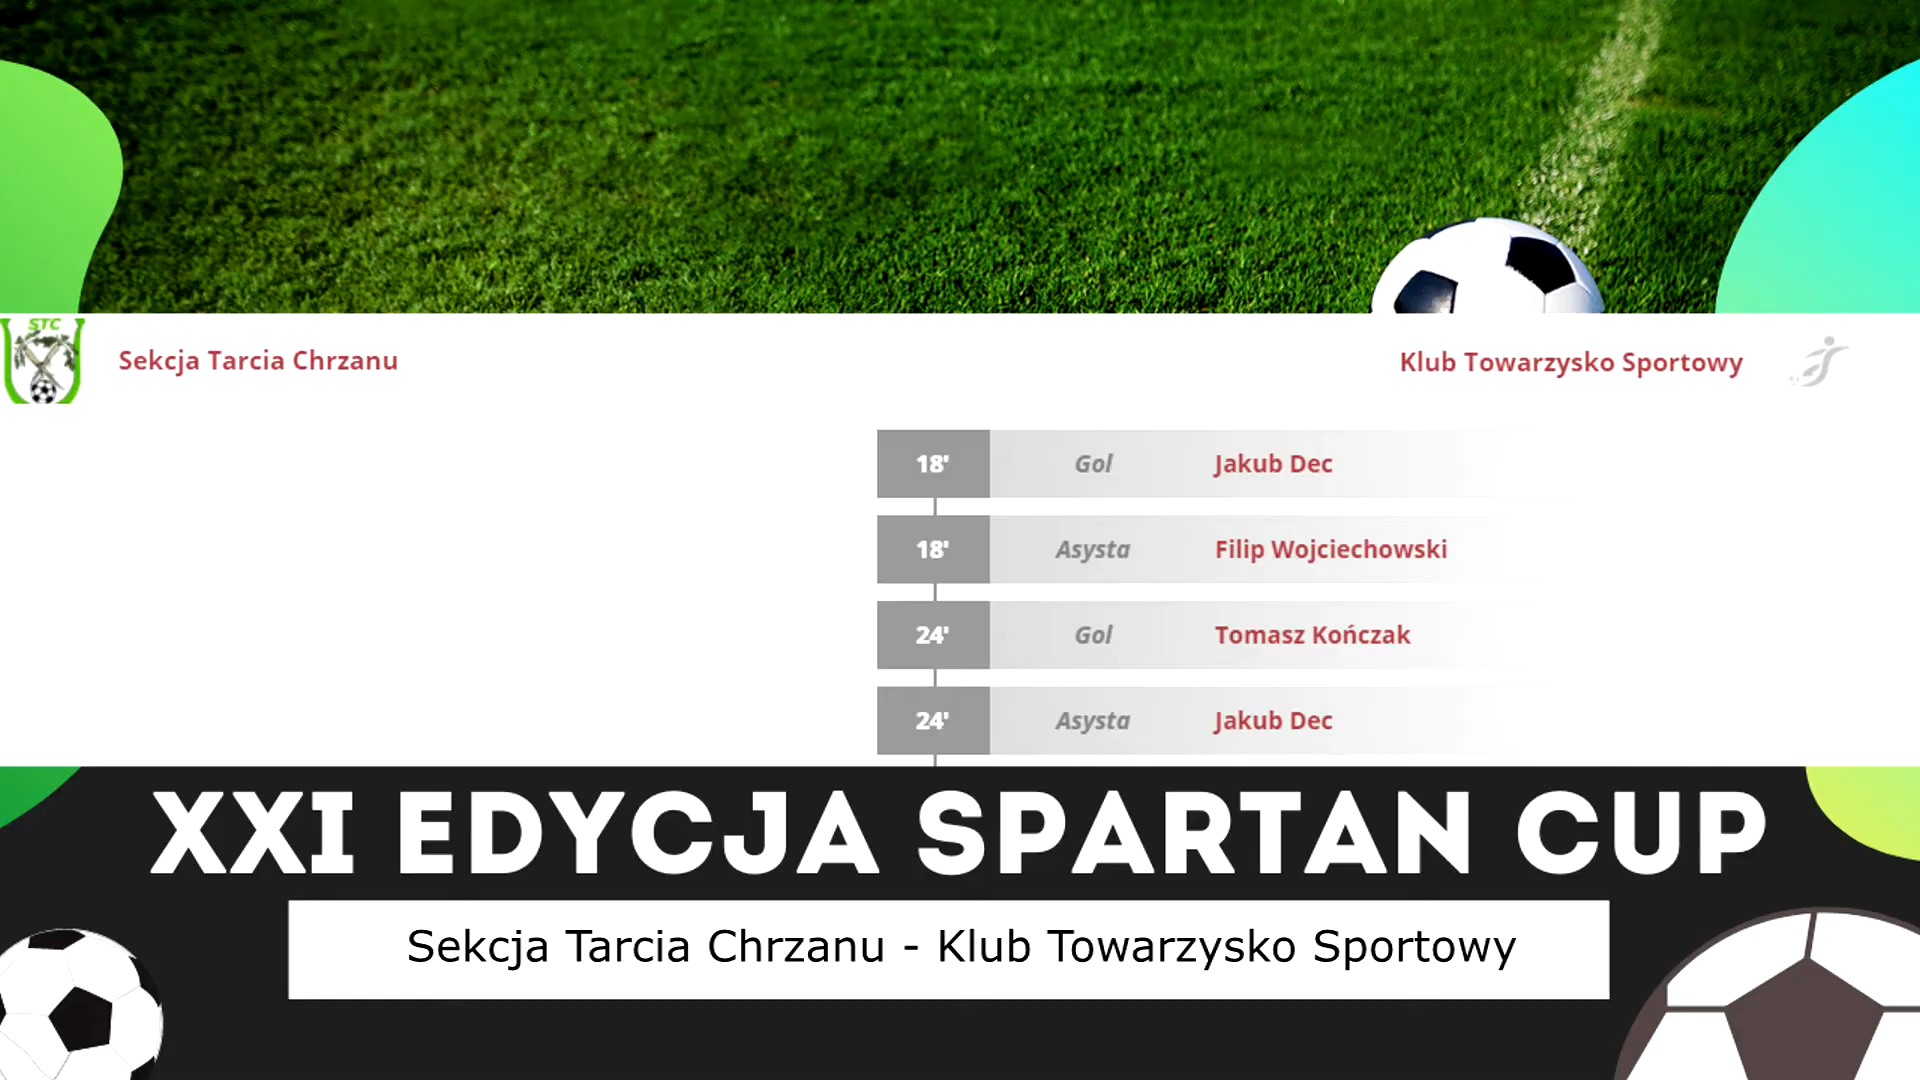 STC
Sekcja Tarcia Chrzanu
Klub Towarzysko Sportowy
18' Gol Jakub Dec
18' Asysta Filip Wojciechowski
24' Gol Tomasz Kończak
24' Asysta Jakub Dec
XXI EDYCJA SPARTAN CUP
Sekcja Tarcia Chrzanu - Klub Towarzysko Sportowy